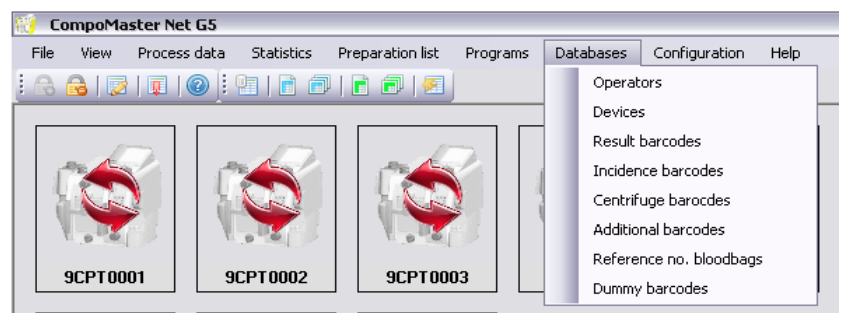 CompoMaster Net G5
File View Process data Statistics Preparation list Programs Databases Configuration Help
Operators
Devices
Result barcodes
Incidence barcodes
Centrifuge barocdes
Additional barcodes
Reference no. bloodbags
Dummy barcodes
9CPT0001 9CPT0002 9CPT0003